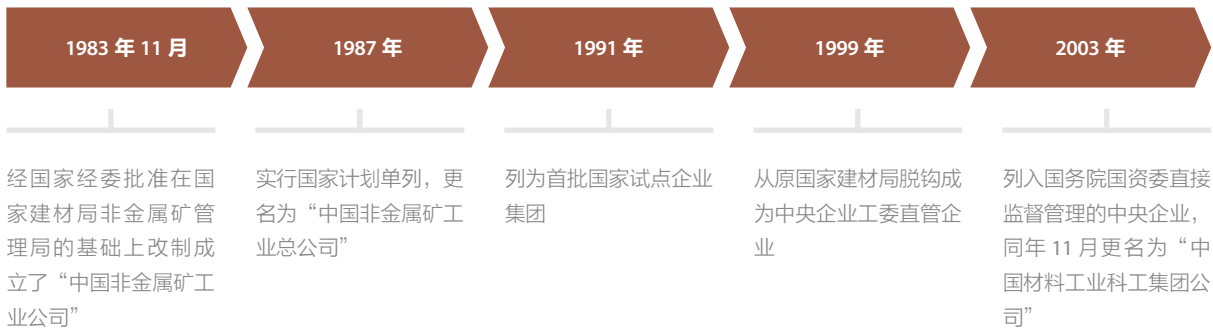 1983 年 11 月
经国家经委批准在国
家建材局非金属矿管
理局的基础上改制成
立了“中国非金属矿工
业公司”
1987 年
实行国家计划单列，更
名为“中国非金属矿工
业总公司”
1991 年
列为首批国家试点企业
集团
1999 年
从原国家建材局脱钩成
为中央企业工委直管企
业
2003 年
列入国务院国资委直接
监督管理的中央企业，
同年 11 月更名为“中
国材料工业科工集团公
司”